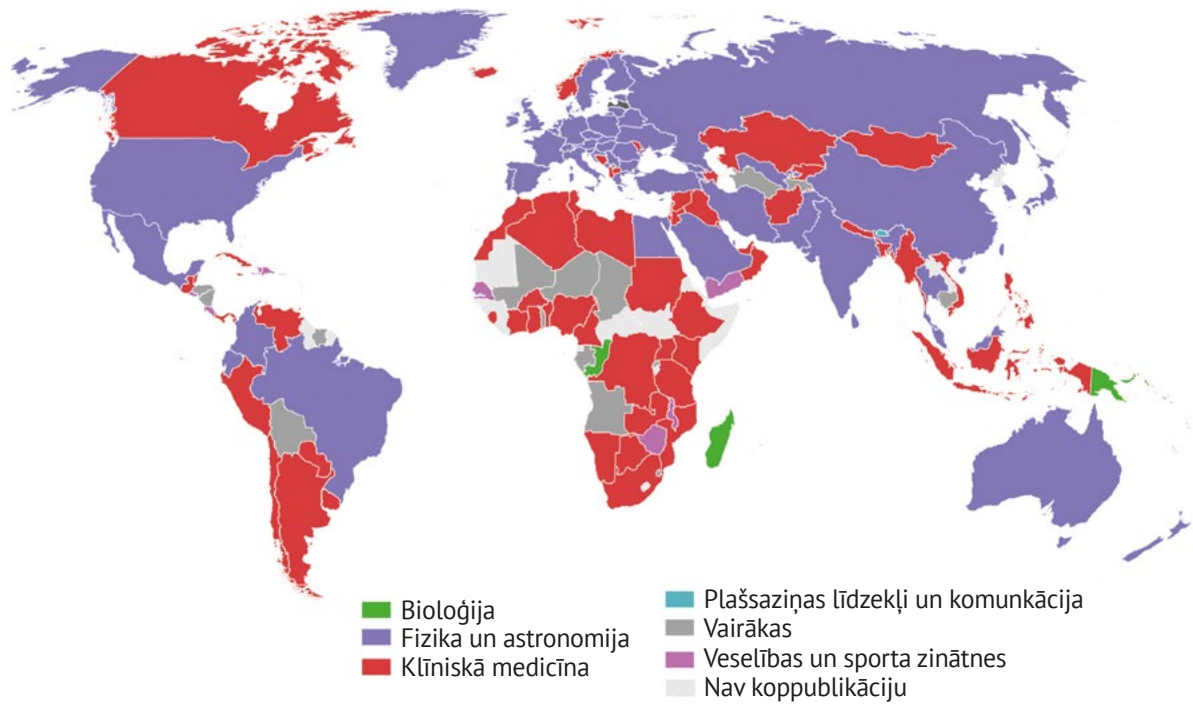 Bioloģija
Fizika un astronomija
Klīniskā medicīna
Plašsaziņas līdzekļi un komunkācija
Vairākas
Veselības un sporta zinātnes
Nav koppublikāciju